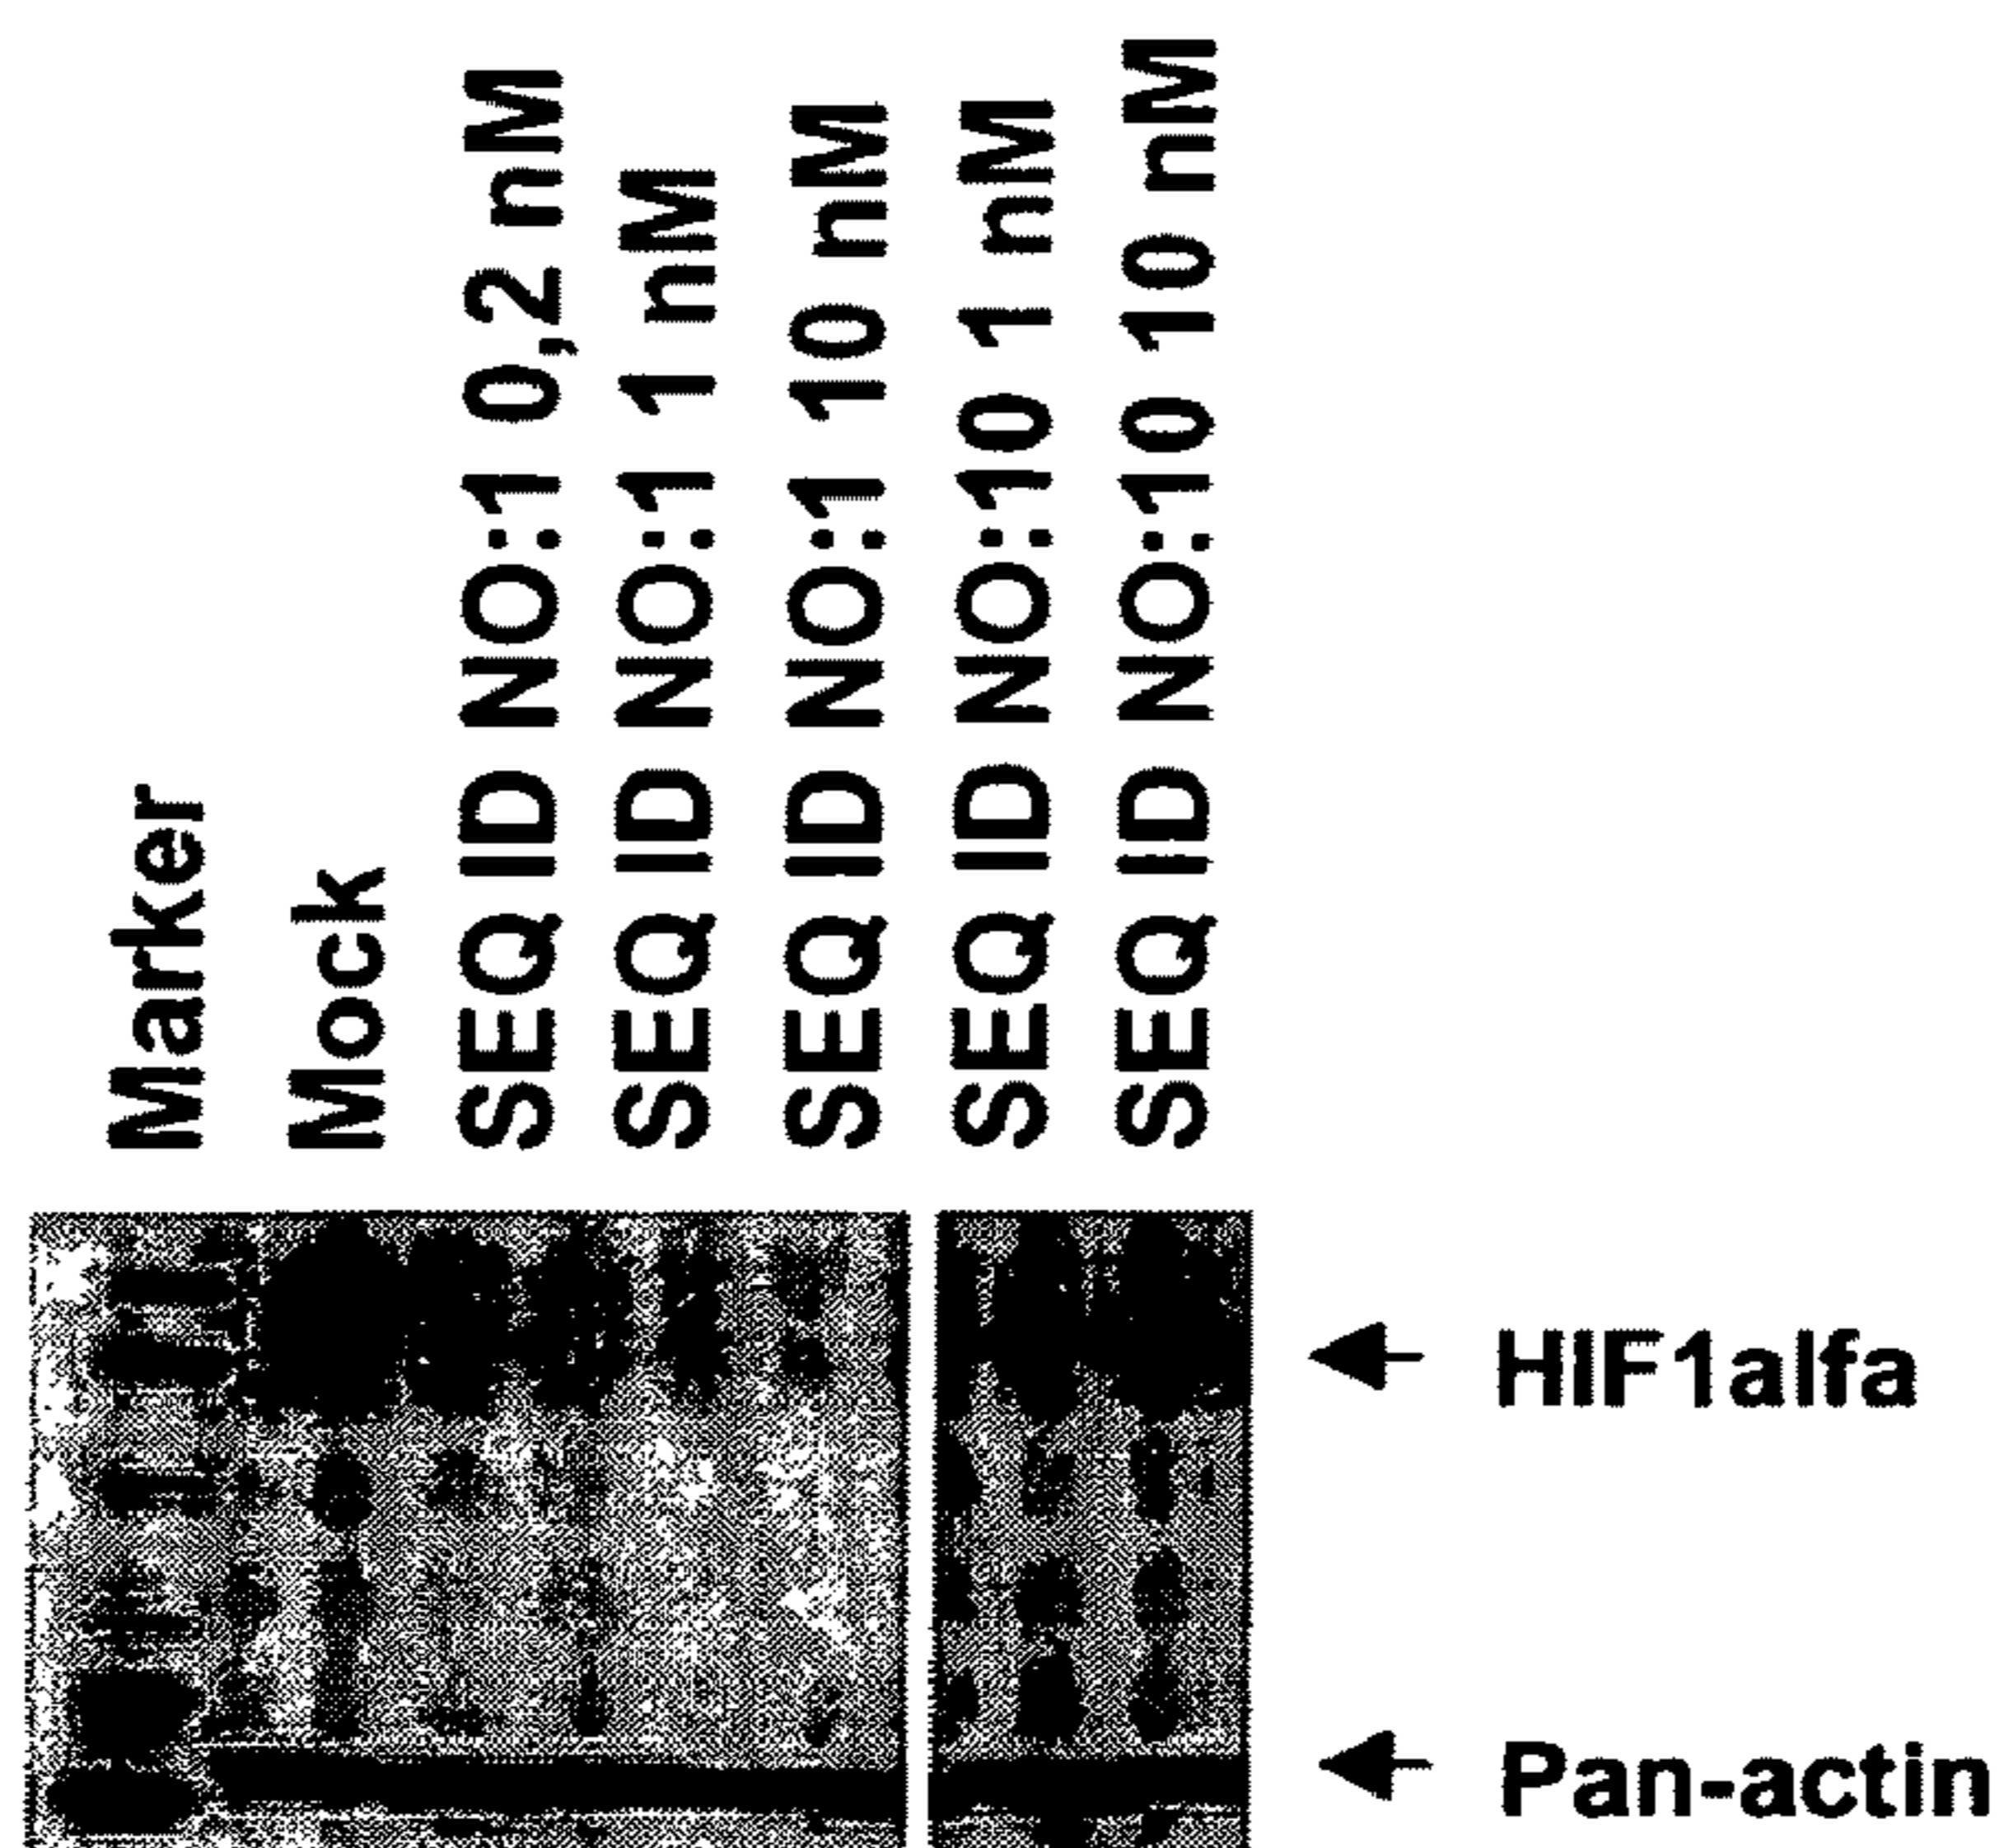 Marker
Mock
SEQ ID NO:1 0,2 nM
SEQ ID NO:1 1 nM
SEQ ID NO:1 10 nM
SEQ ID NO:10 1 nM
SEQ ID NO:10 10 nM
HIF1alfa
Pan-actin